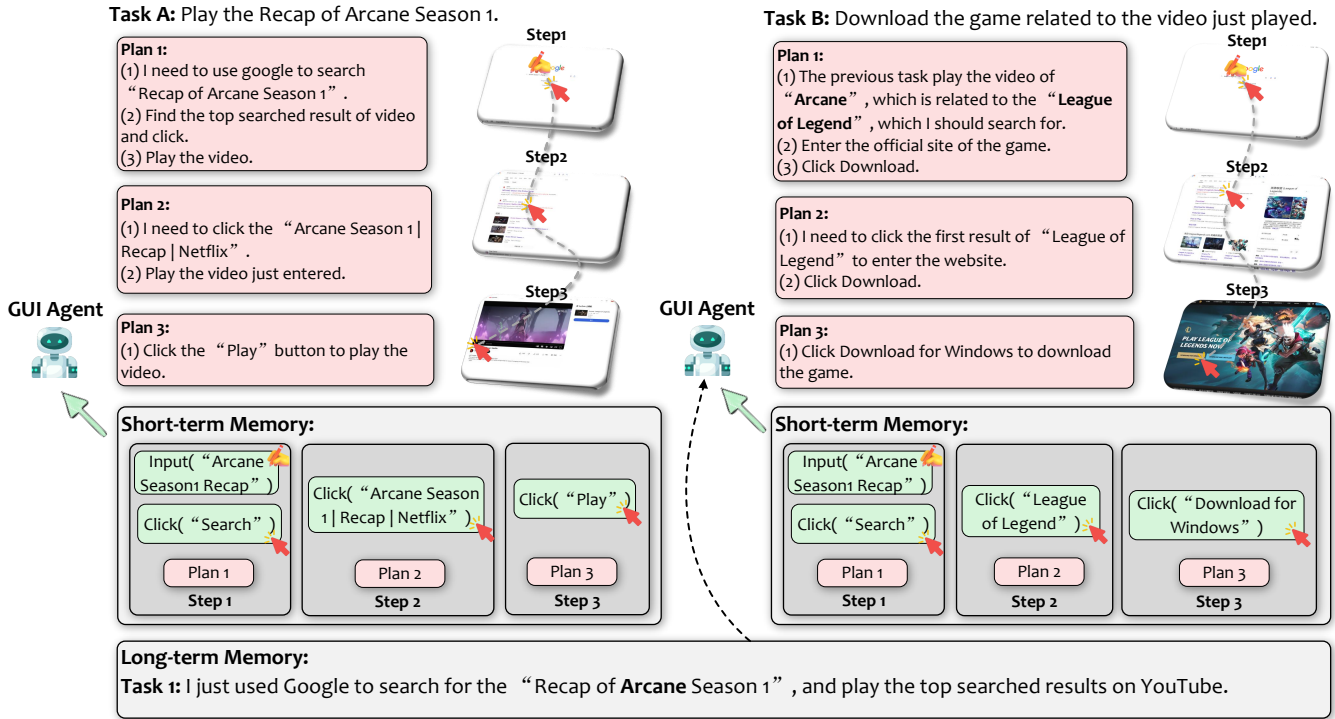 Task A: Play the Recap of Arcane Season 1.
Plan 1:
(1) I need to use google to search
“Recap of Arcane Season 1”.
(2) Find the top searched result of video
and click.
(3) Play the video.
Plan 2:
(1) I need to click the “Arcane Season 1|
Recap | Netflix”.
(2) Play the video just entered.
Plan 3:
(1) Click the “Play” button to play the
video.
Step1
Step2
Step3
GUI Agent
Short-term Memory:
Input(“Arcane
Season1 Recap”)
Click(“Search”)
Plan 1
Step 1
Click(“Arcane Season
1| Recap | Netflix”)
Plan 2
Step 2
Click(“Play”)
Plan 3
Step 3
Task B: Download the game related to the video just played.
Plan 1:
(1) The previous task play the video of
“Arcane”, which is related to the “League
of Legend”, which I should search for.
(2) Enter the official site of the game.
(3) Click Download.
Plan 2:
(1) I need to click the first result of “League of
Legend” to enter the website.
(2) Click Download.
Plan 3:
(1) Click Download for Windows to download
the game.
Step1
Step2
Step3
PLAY LEAGUE OF
LEGENDS NOW
GUI Agent
Short-term Memory:
Input(“Arcane
Season1 Recap”)
Click(“Search”)
Plan 1
Step 1
Click(“League
of Legend”)
Plan 2
Step 2
Click(“Download for
Windows”)
Plan 3
Step 3
Long-term Memory:
Task 1: I just used Google to search for the “Recap of Arcane Season 1”, and play the top searched results on YouTube.